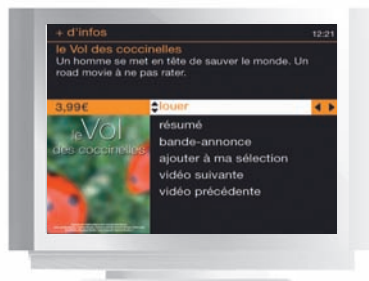 + d'infos 12:21
le Vol des coccinelles
Un homme se met en tête de sauver le monde. Un
road movie à ne pas rater.
3,99€ louer
le Vol
des coccinelles
résumé
bande-annonce
ajouter à ma sélection
vidéo suivante
vidéo précédente